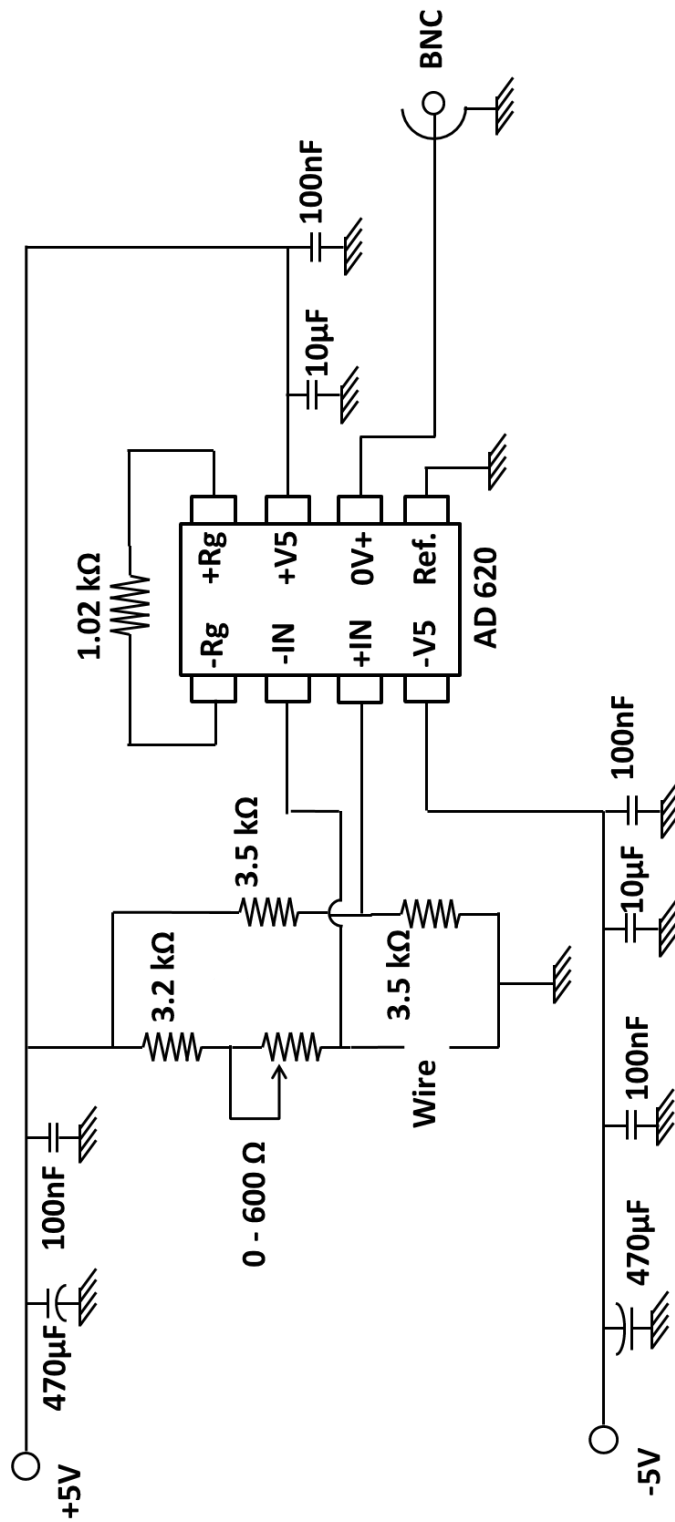 +5V
470µF
100nF
3.2 kΩ
3.5 kΩ
0 - 600 Ω
Wire
3.5 kΩ
1.02 kΩ
-Rg
+Rg
-IN
+V5
+IN
0V+
-V5
Ref.
AD 620
10µF
100nF
BNC
-5V
470µF
100nF
10µF
100nF